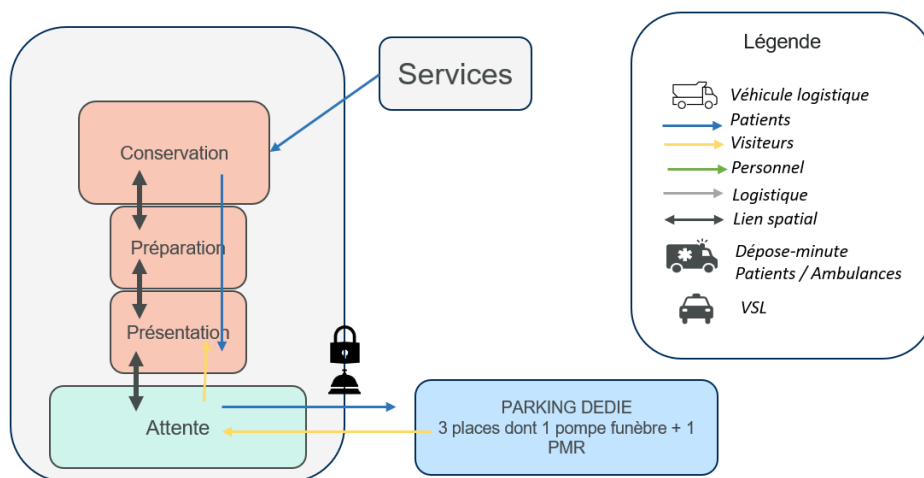 Services
Conservation
Préparation
Présentation
Attente
PARKING DEDIE
3 places dont 1 pompe funèbre + 1
PMR
Légende
Véhicule logistique
Patients
Visiteurs
Personnel
Logistique
Lien spatial
Dépose-minute
Patients / Ambulances
VSL